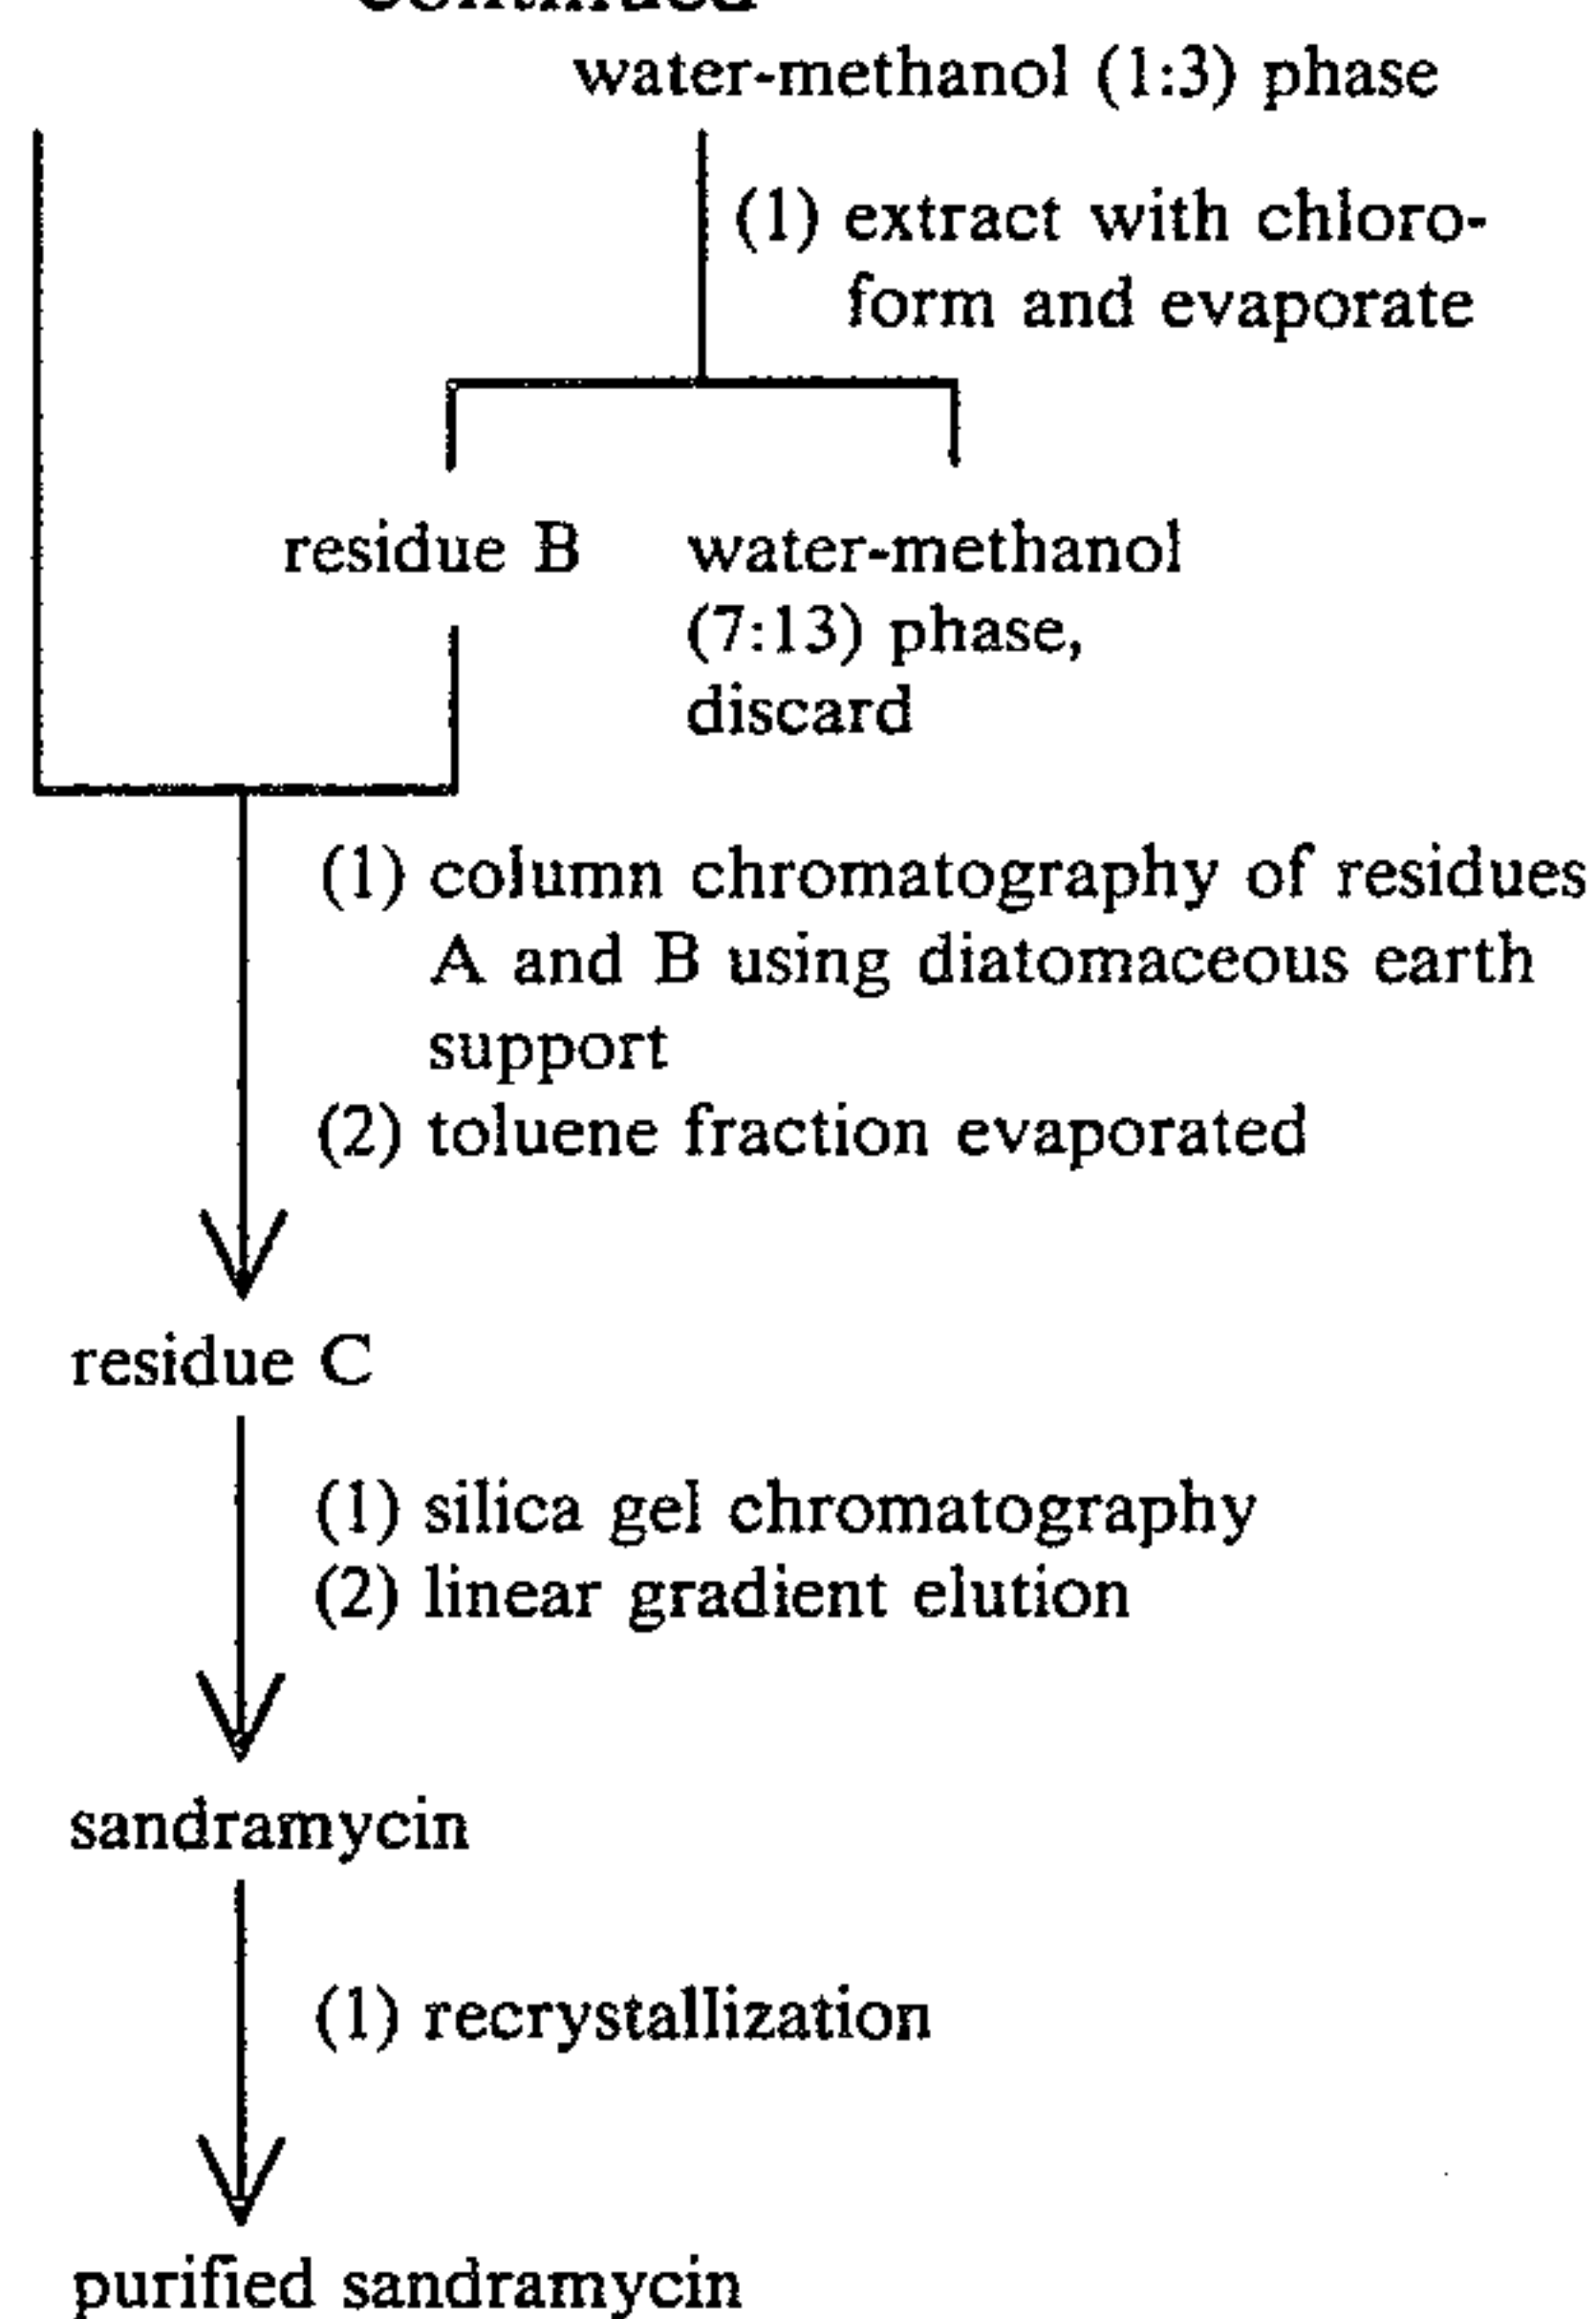 water-methanol (1:3) phase
(1) extract with chloro-
form and evaporate
residue B
water-methanol
(7:13) phase,
discard
(1) column chromatography of residues
A and B using diatomaceous earth
support
(2) toluene fraction evaporated
residue C
(1) silica gel chromatography
(2) linear gradient elution
sandramycin
(1) recrystallization
purified sandramycin